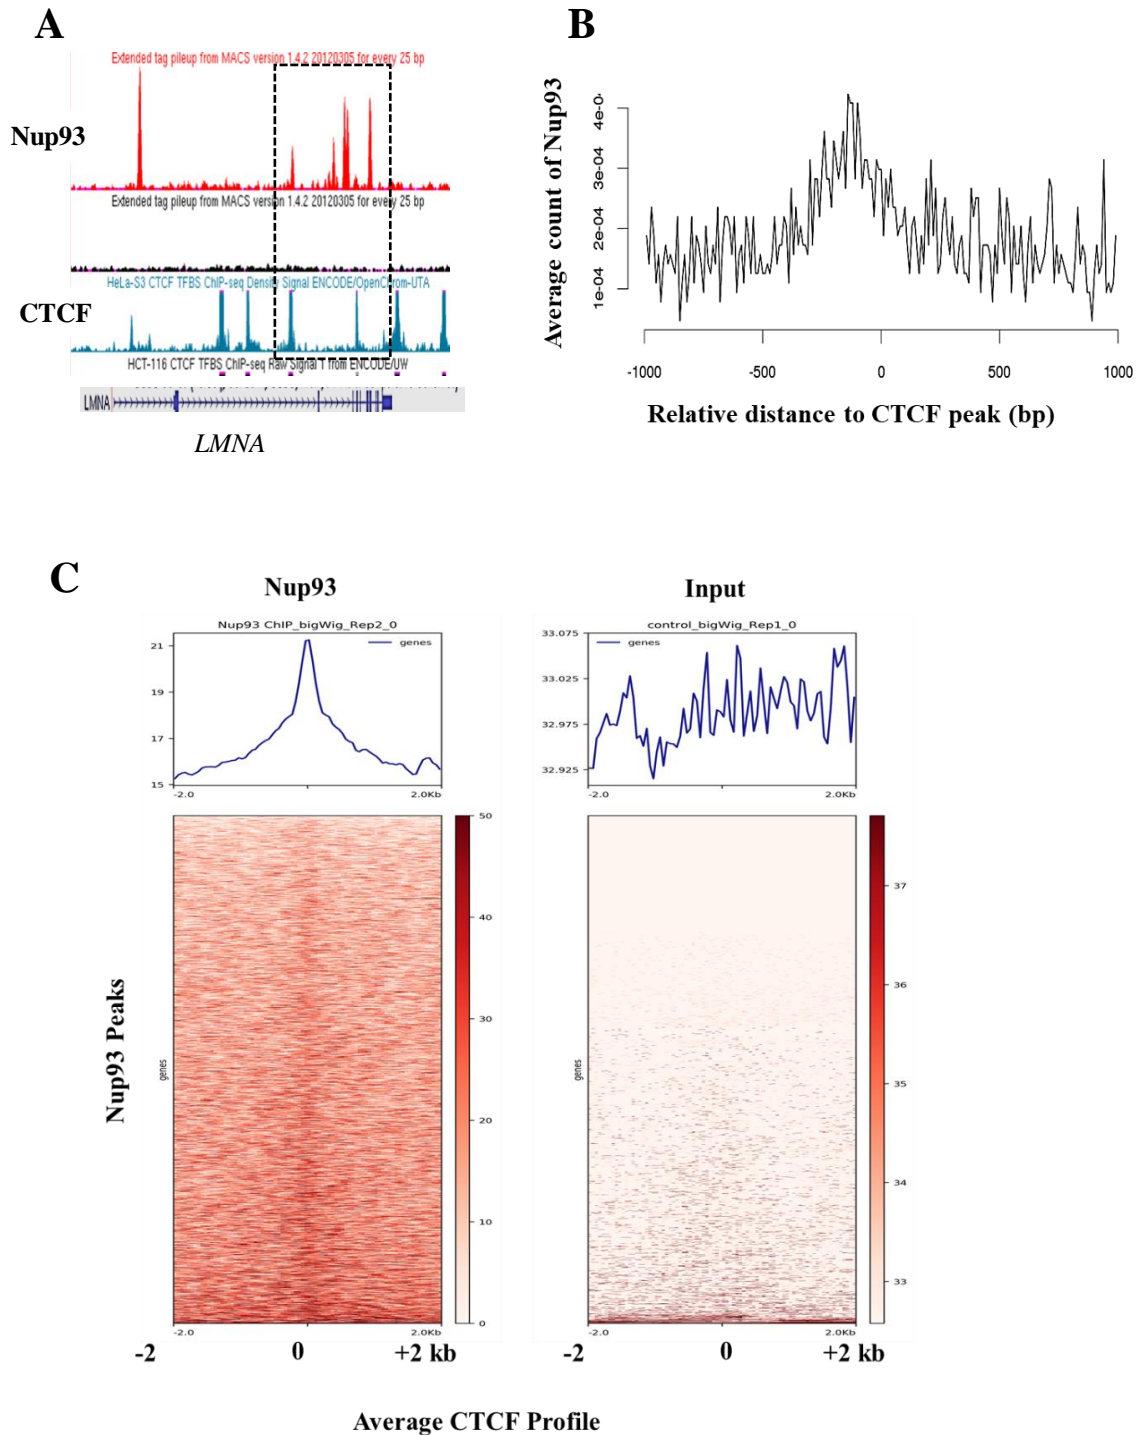 A
Extended tag pileup from MACS version 1.4.2 20120305 for every 25 bp
Nup93
Extended tag pileup from MACS version 1.4.2 20120305 for every 25 bp
HeLa-S3 CTCF TFBS ChIP-seq Density Signal ENCODE/OpenChrom-UTA
CTCF
HCT-116 CTCF TFBS ChIP-seq Raw Signal T from ENCODE/UW
LMNA
LMNA
B
Average count of Nup93
4e-0
3e-04
2e-04
1e-04
-1000 -500 0 500 1000
Relative distance to CTCF peak (bp)
C
Nup93
Nup93 ChIP_bigWig_Rep2_0
genes
21
19
17
15
-2.0 2.0Kb
Input
control_bigWig_Rep1_0
genes
33.075
33.025
32.975
32.925
-2.0 2.0Kb
Nup93 Peaks
genes
50
40
30
20
10
0
-2.0 2.0Kb
-2 0 +2 kb
genes
37
36
35
34
33
-2.0 2.0Kb
-2 0 +2 kb
Average CTCF Profile